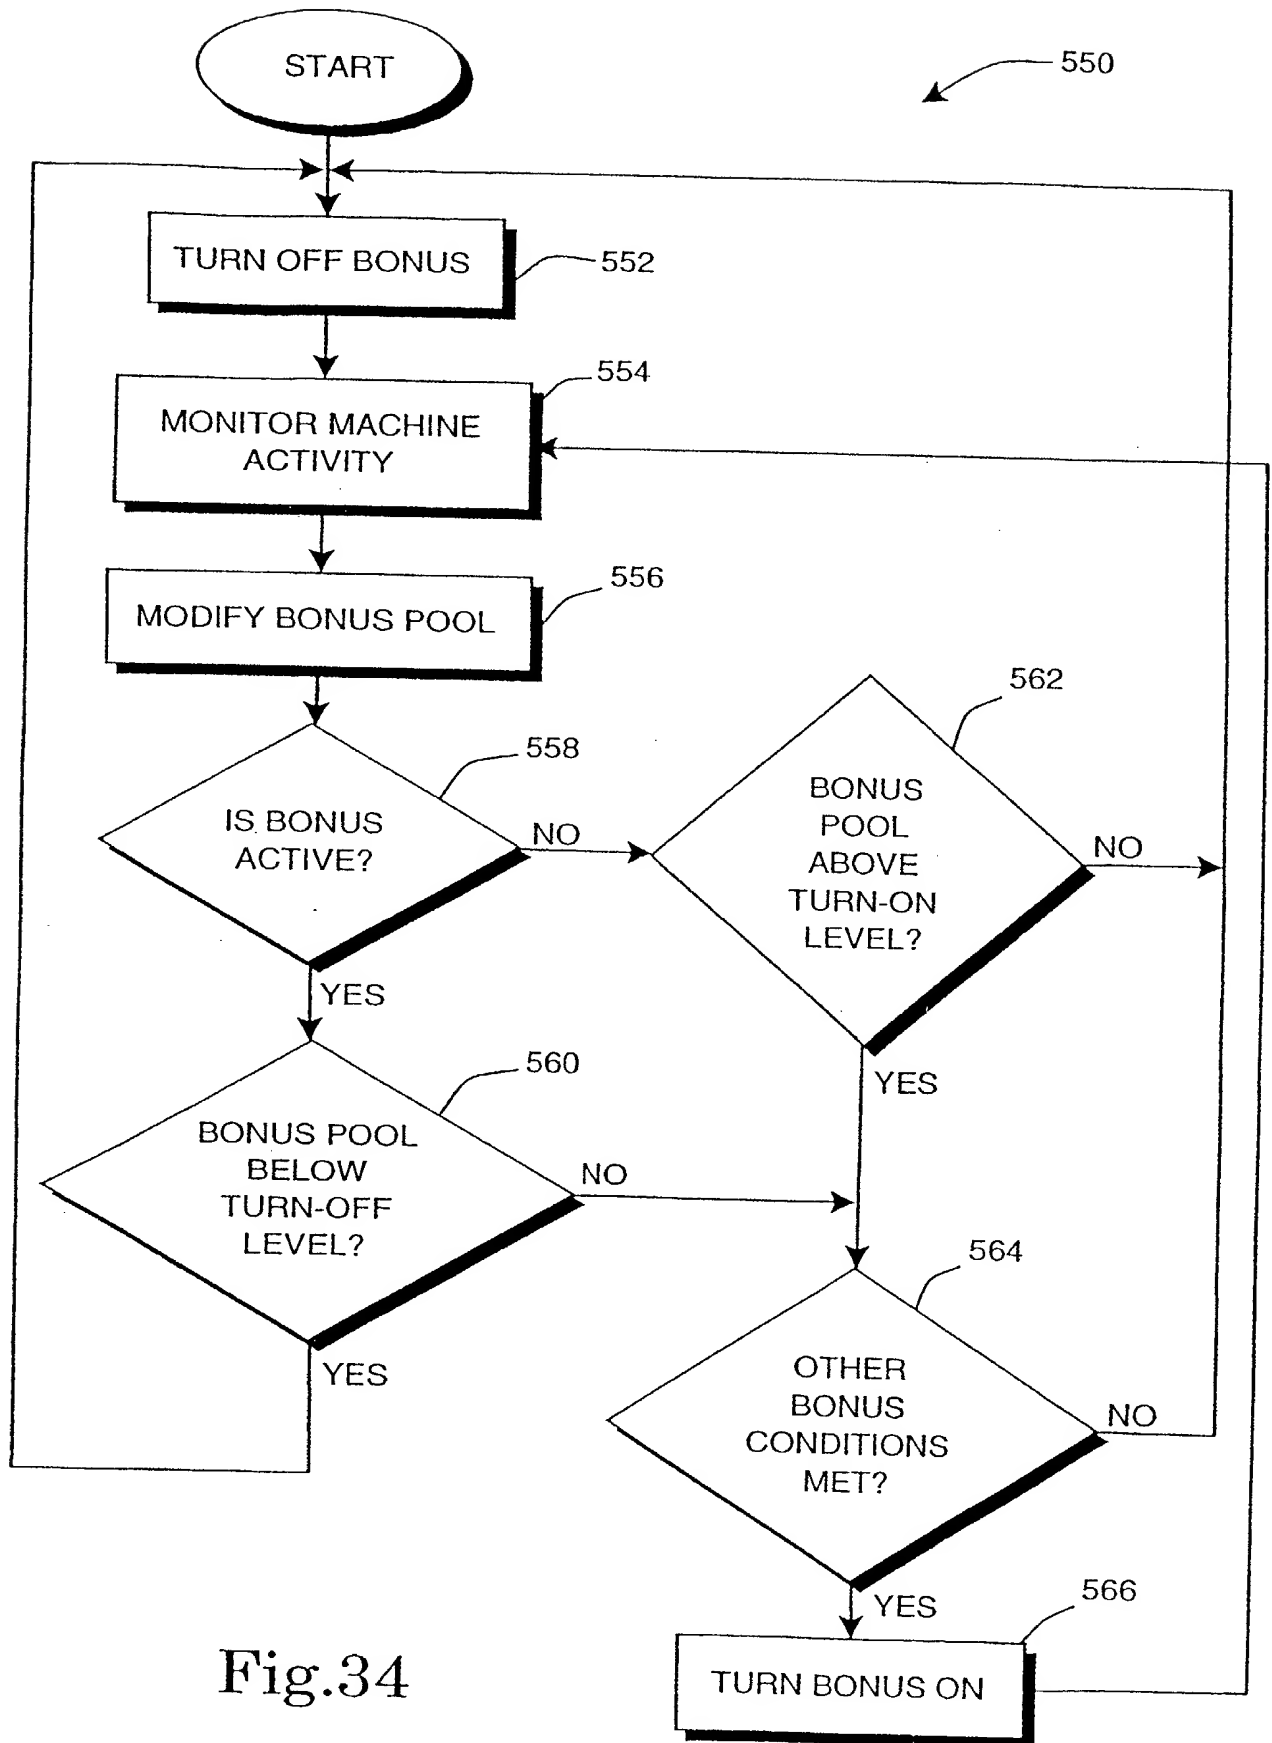 START
550
TURN OFF BONUS
552
554
MONITOR MACHINE
ACTIVITY
556
MODIFY BONUS POOL
562
558
BONUS
POOL
ABOVE
TURN-ON
LEVEL?
IS BONUS
ACTIVE?
NO
NO
YES
560
YES
BONUS POOL
BELOW
TURN-OFF
LEVEL?
NO
564
YES
OTHER
BONUS
CONDITIONS
MET?
NO
566
YES
TURN BONUS ON
Fig.34